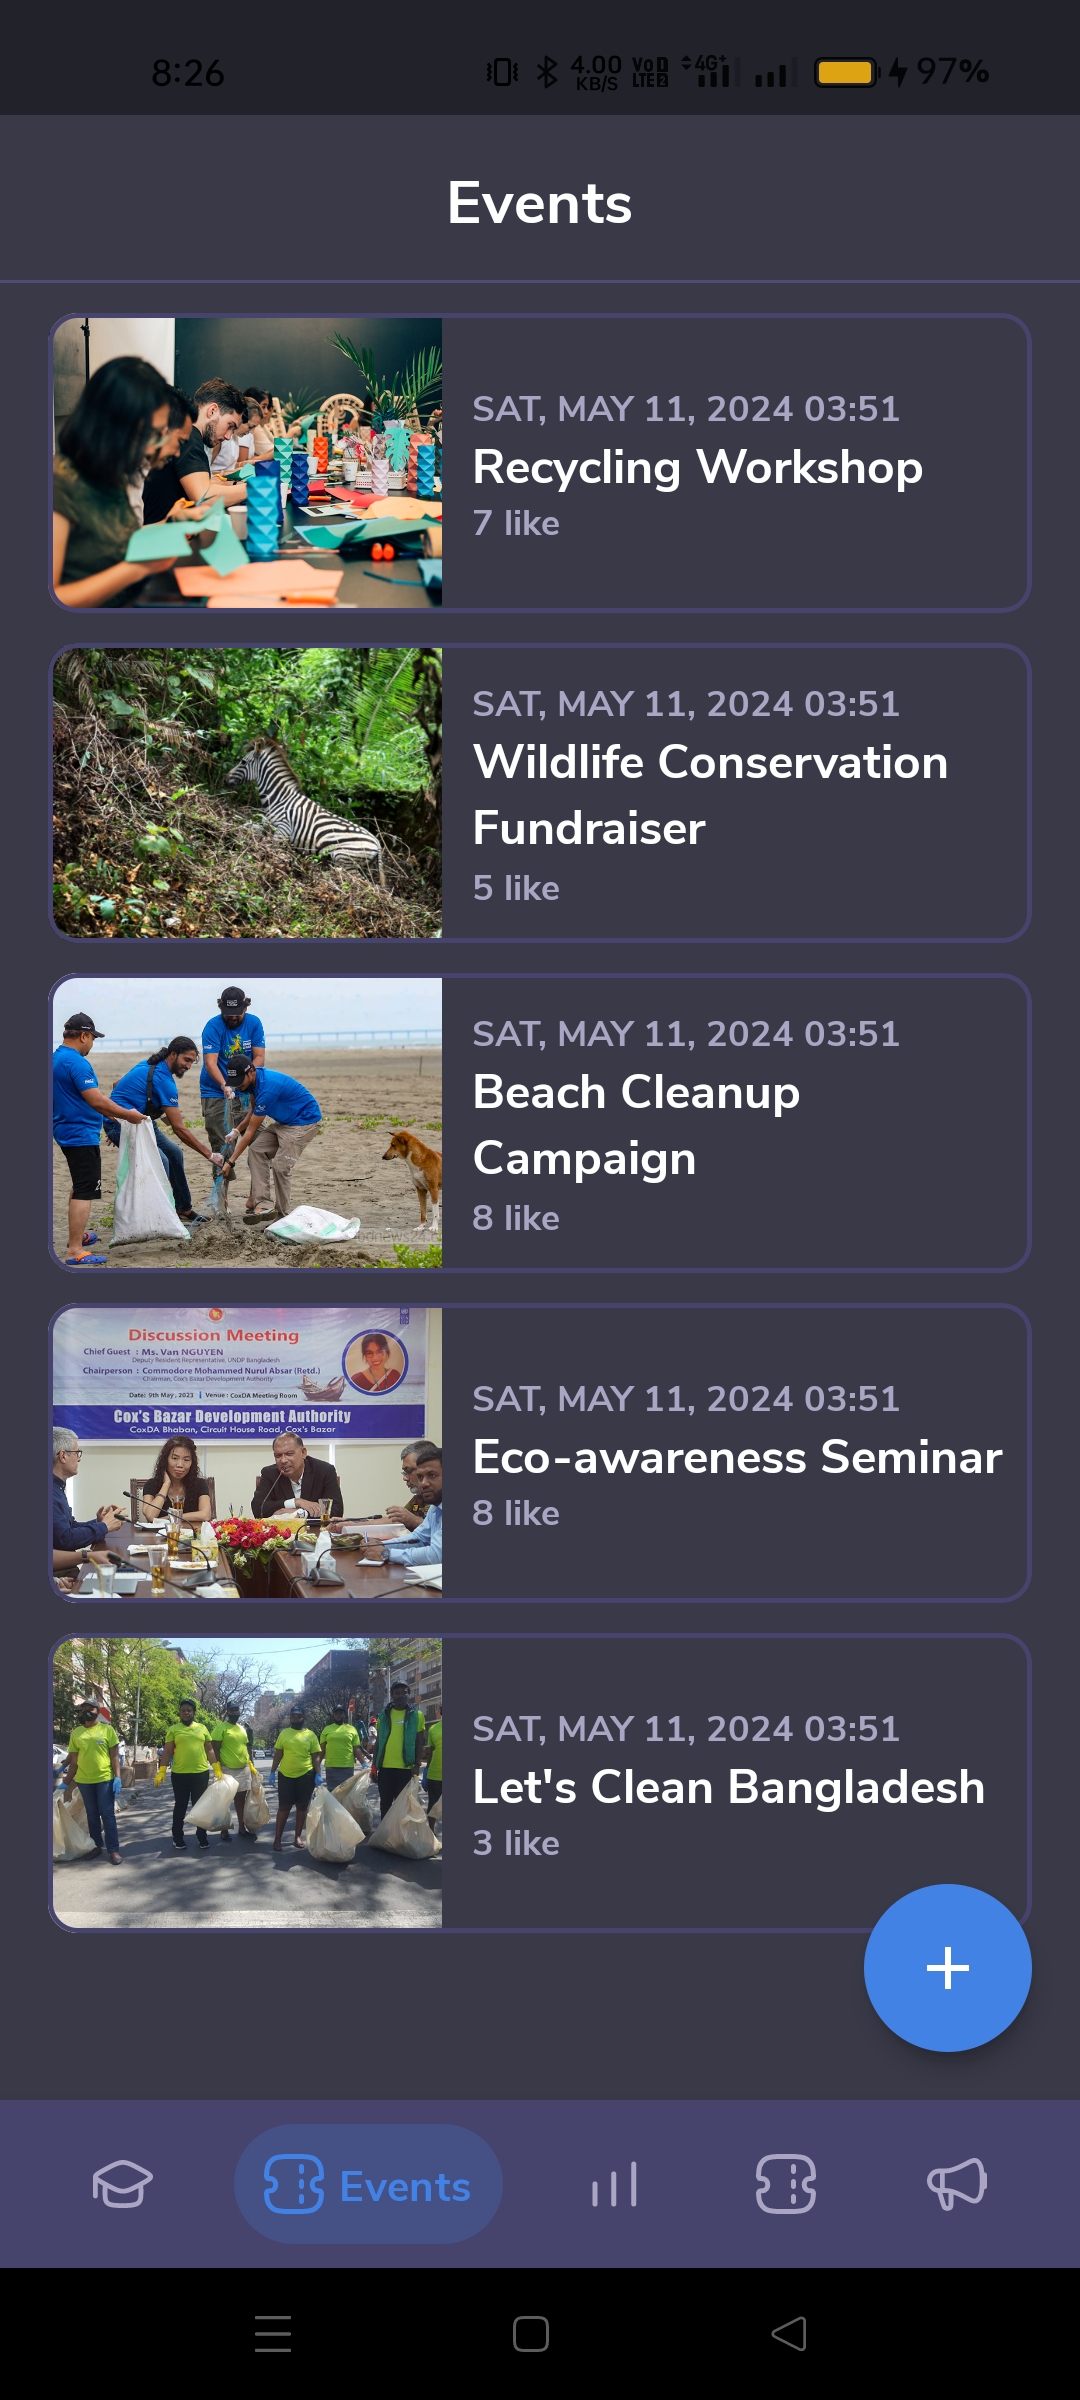 8:26
4.00
KB/S
Vo
LTE
4G+
97%
Events
SAT, MAY 11, 2024 03:51
Recycling Workshop
7 like
SAT, MAY 11, 2024 03:51
Wildlife Conservation
Fundraiser
5 like
SAT, MAY 11, 2024 03:51
Beach Cleanup
Campaign
8 like
Discussion Meeting
Chief Guest : Ms. Van NGUYEN
Deputy Resident Representative, UNDP Bangladesh
Chairperson : Commodore Mohammed Nurul Absar (Retd.)
Chairman, Cox's Bazar Development Authority
Date: 9th May, 2023 Venue : CoxDA Meeting Room
Cox's Bazar Development Authority
CoxDA Bhaban, Circuit House Road, Cox's Bazar
SAT, MAY 11, 2024 03:51
Eco-awareness Seminar
8 like
SAT, MAY 11, 2024 03:51
Let's Clean Bangladesh
3 like
Events